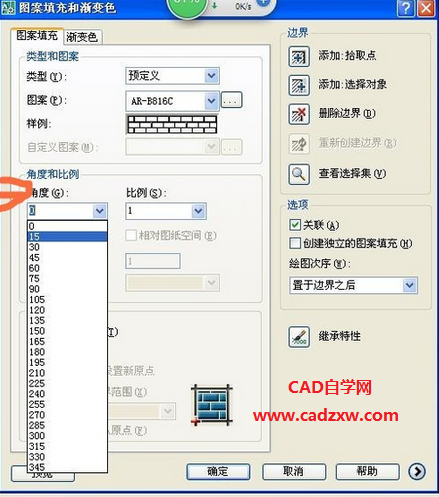 87%
0K/s
图案填充和渐变色
图案填充 渐变色
类型和图案
类型(Y): 预定义
图案(P): AR-B816C ...
样例:
自定义图案(M): ...
角度和比例
角度(G): 比例(S):
0 1
0
15
30
45
60
75
90
105
120
135
150
165
180
195
210
225
240
255
270
285
300
315
330
345
相对图纸空间(E)
1
(T)
设置新原点
界范围(X)
原点(F)
预览
边界
添加:拾取点
添加:选择对象
删除边界(D)
重新创建边界(R)
查看选择集(V)
选项
关联(A)
创建独立的图案填充(H)
绘图次序(W):
置于边界之后
继承特性
CAD自学网
www.cadzxw.com
确定 取消 帮助